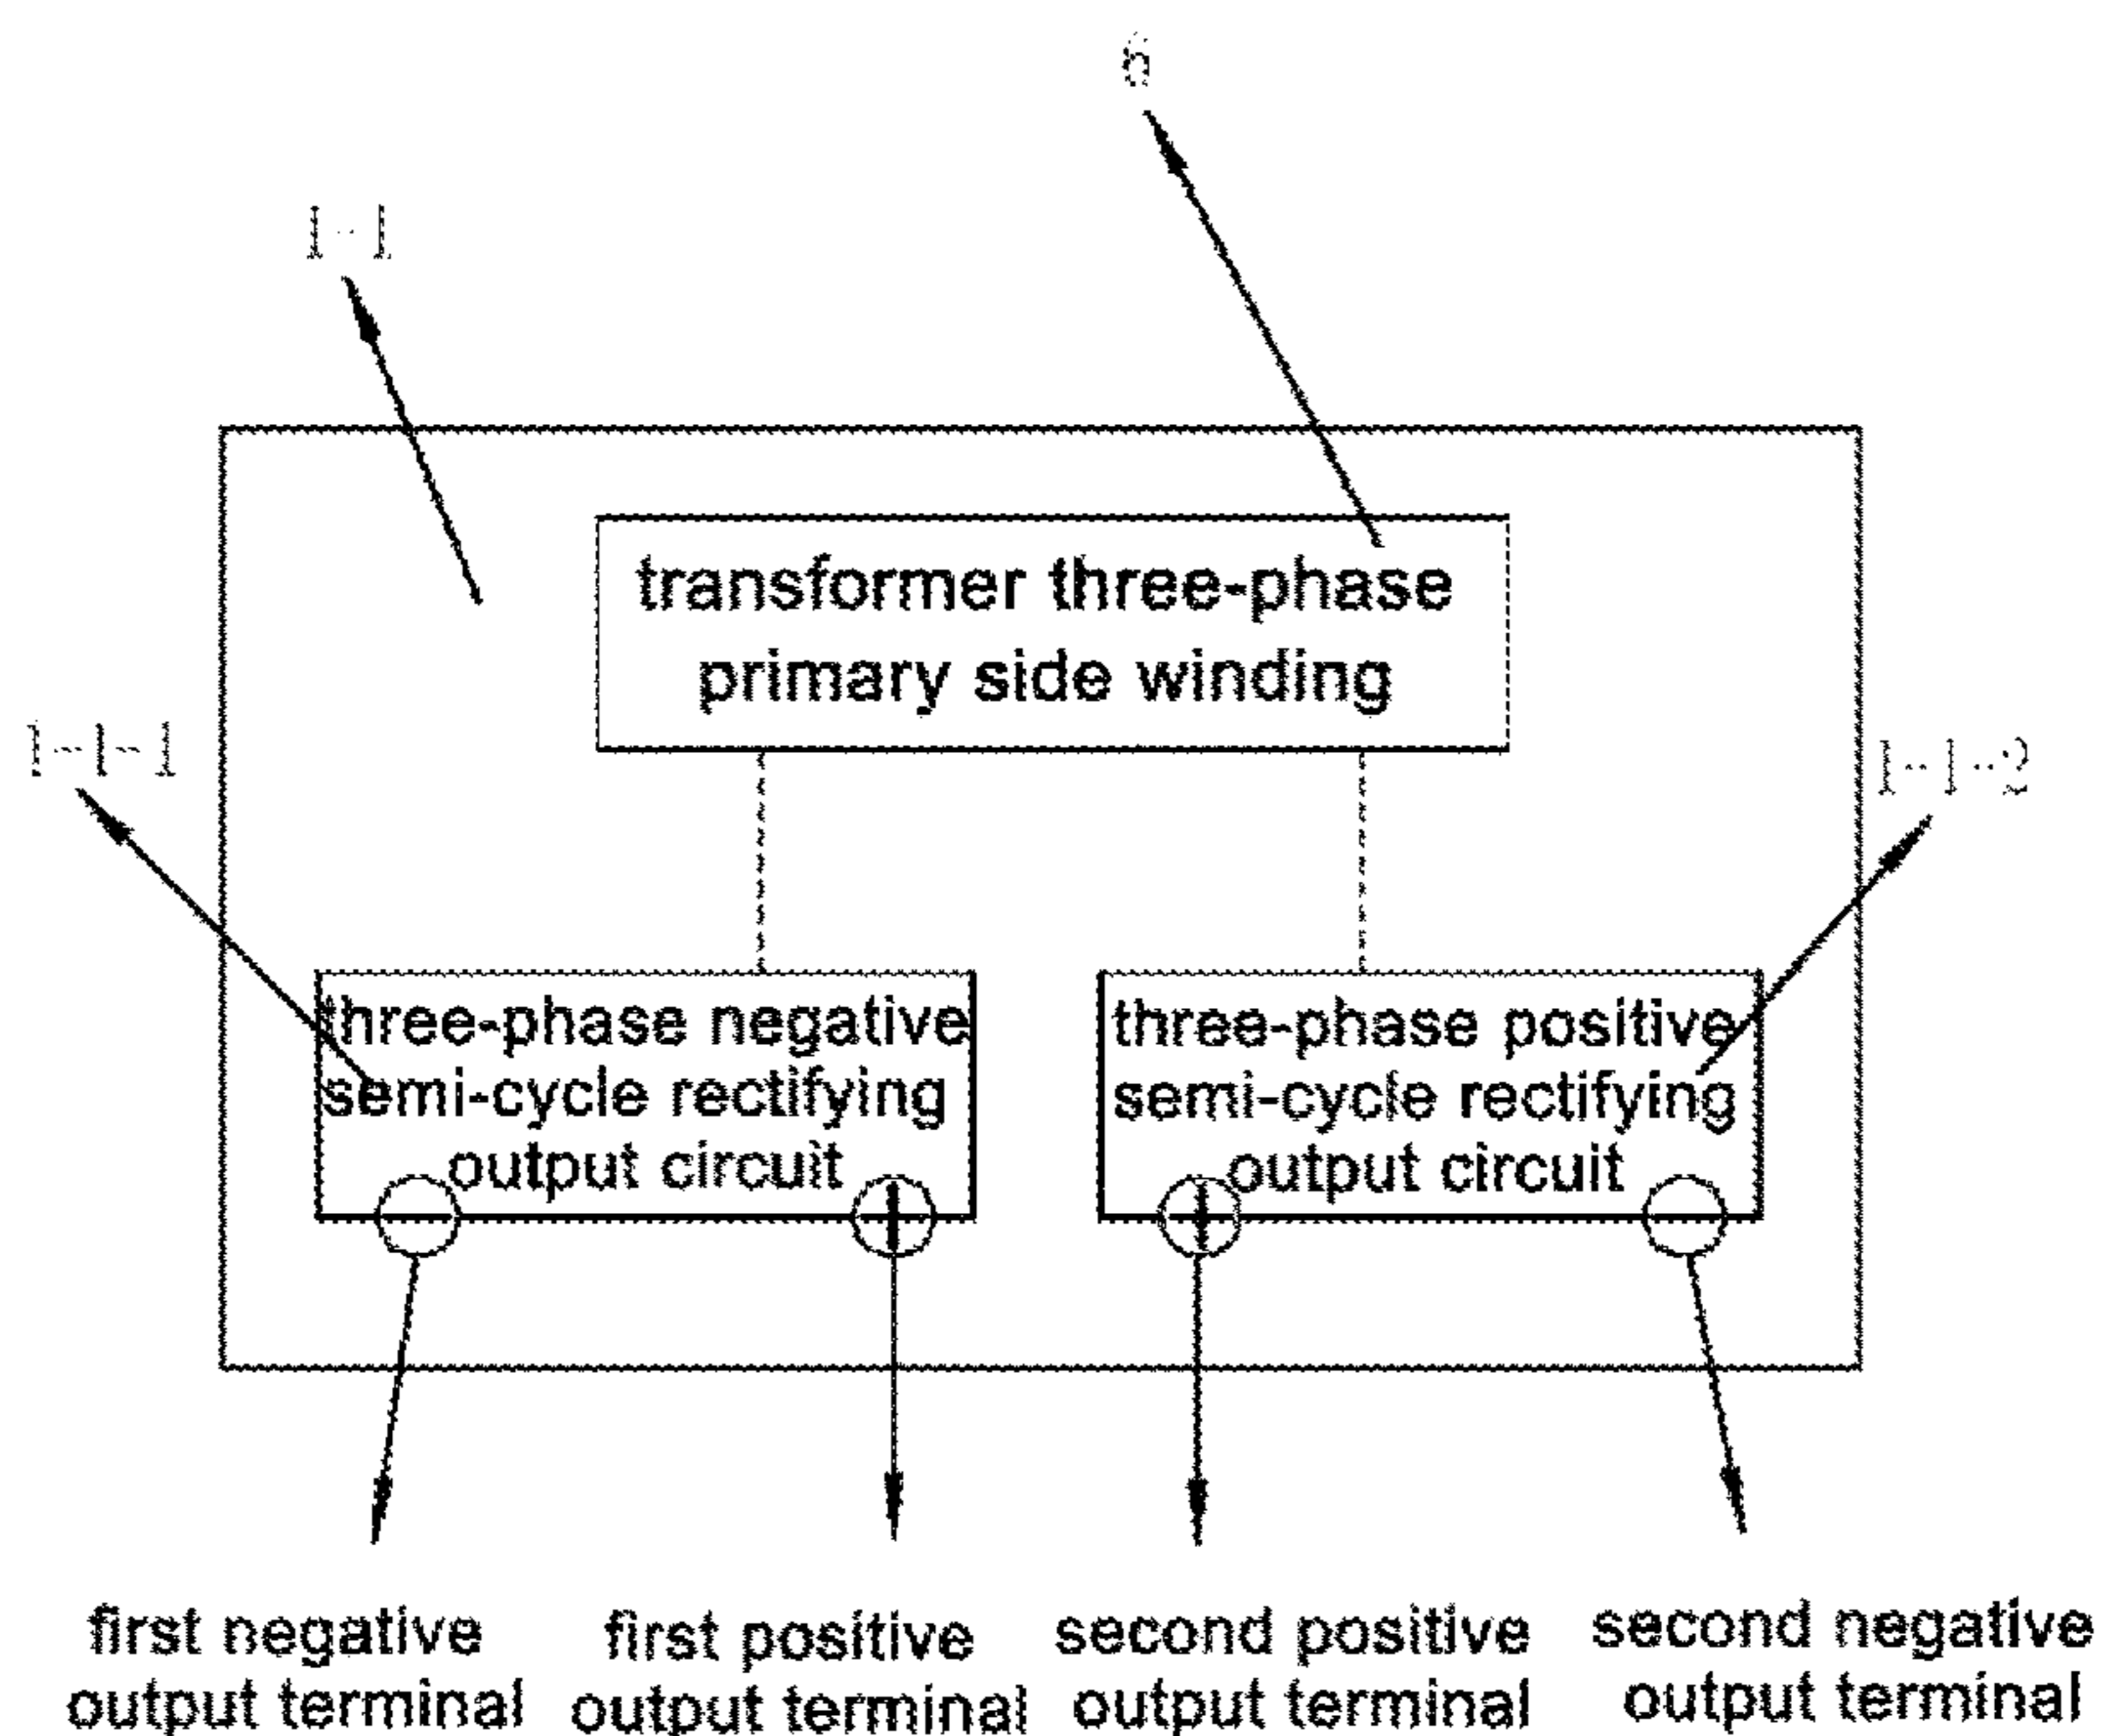 6
1-1
transformer three-phase
primary side winding
1-1-1
1-1-2
three-phase negative
semi-cycle rectifying
output circuit
three-phase positive
semi-cycle rectifying
output circuit
first negative
output terminal
first positive
output terminal
second positive
output terminal
second negative
output terminal